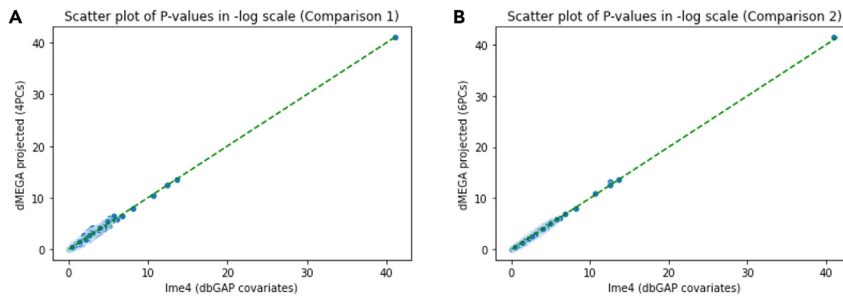 A
Scatter plot of P-values in -log scale (Comparison 1)
dMEGA projected (4PCs)
40
30
20
10
0
0 10 20 30 40
lme4 (dbGAP covariates)
B
Scatter plot of P-values in -log scale (Comparison 2)
dMEGA projected (6PCs)
40
30
20
10
0
0 10 20 30 40
lme4 (dbGAP covariates)